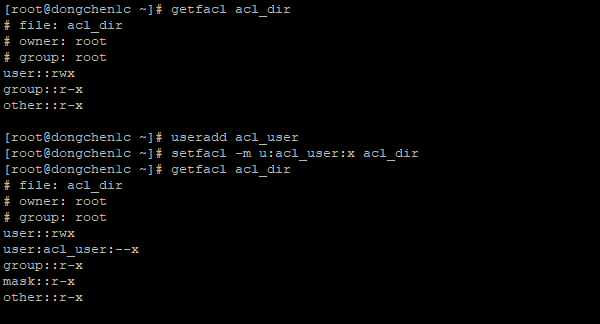 [root@dongchen1c ~]# getfacl acl_dir
# file: acl_dir
# owner: root
# group: root
user::rwx
group::r-x
other::r-x
[root@dongchen1c ~]# useradd acl_user
[root@dongchen1c ~]# setfacl -m u:acl_user:x acl_dir
[root@dongchen1c ~]# getfacl acl_dir
# file: acl_dir
# owner: root
# group: root
user::rwx
user:acl_user:--x
group::r-x
mask::r-x
other::r-x